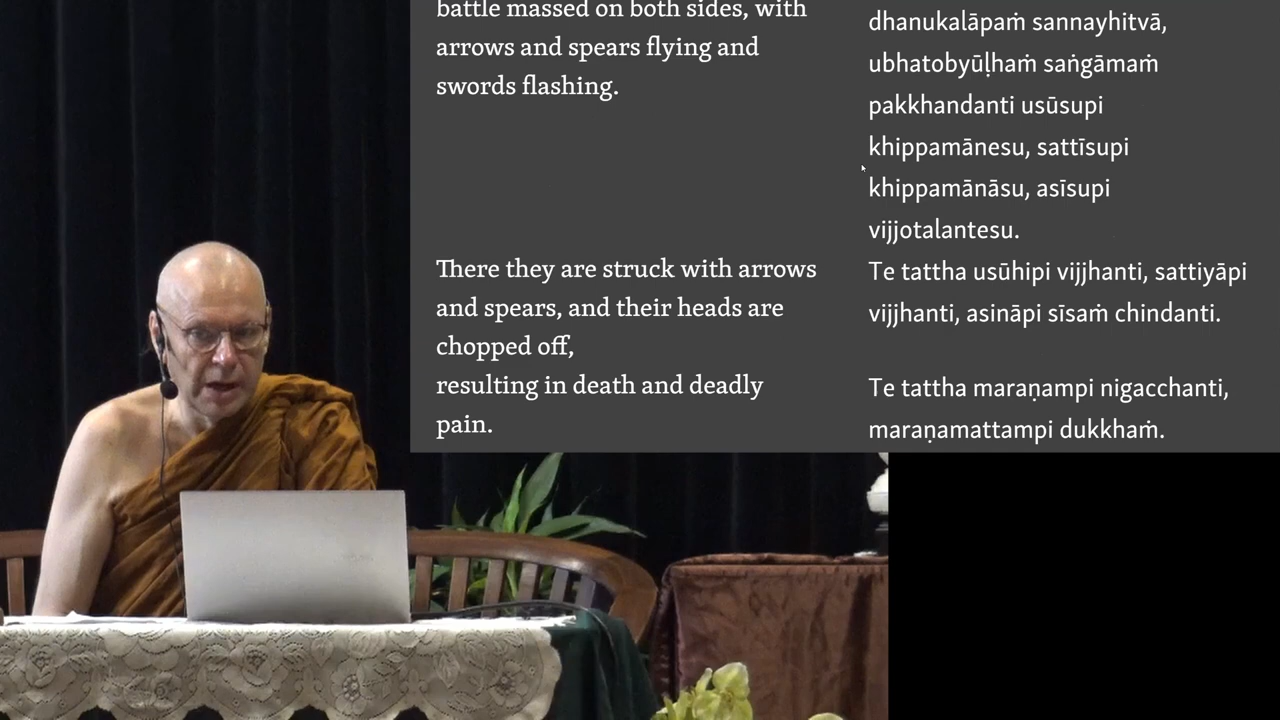 battle massed on both sides, with
arrows and spears flying and
swords flashing.
There they are struck with arrows
and spears, and their heads are
chopped off,
resulting in death and deadly
pain.
dhanukalāpaṁ sannayhitvā,
ubhatobyūḷhaṁ saṅgāmaṁ
pakkhandanti usūsupi
khippamānesu, sattīsupi
khippamānāsu, asīsupi
vijjotalantesu.
Te tattha usūhipi vijjhanti, sattiyāpi
vijjhanti, asināpi sīsaṁ chindanti.
Te tattha maraṇampi nigacchanti,
maraṇamattampi dukkhaṁ.